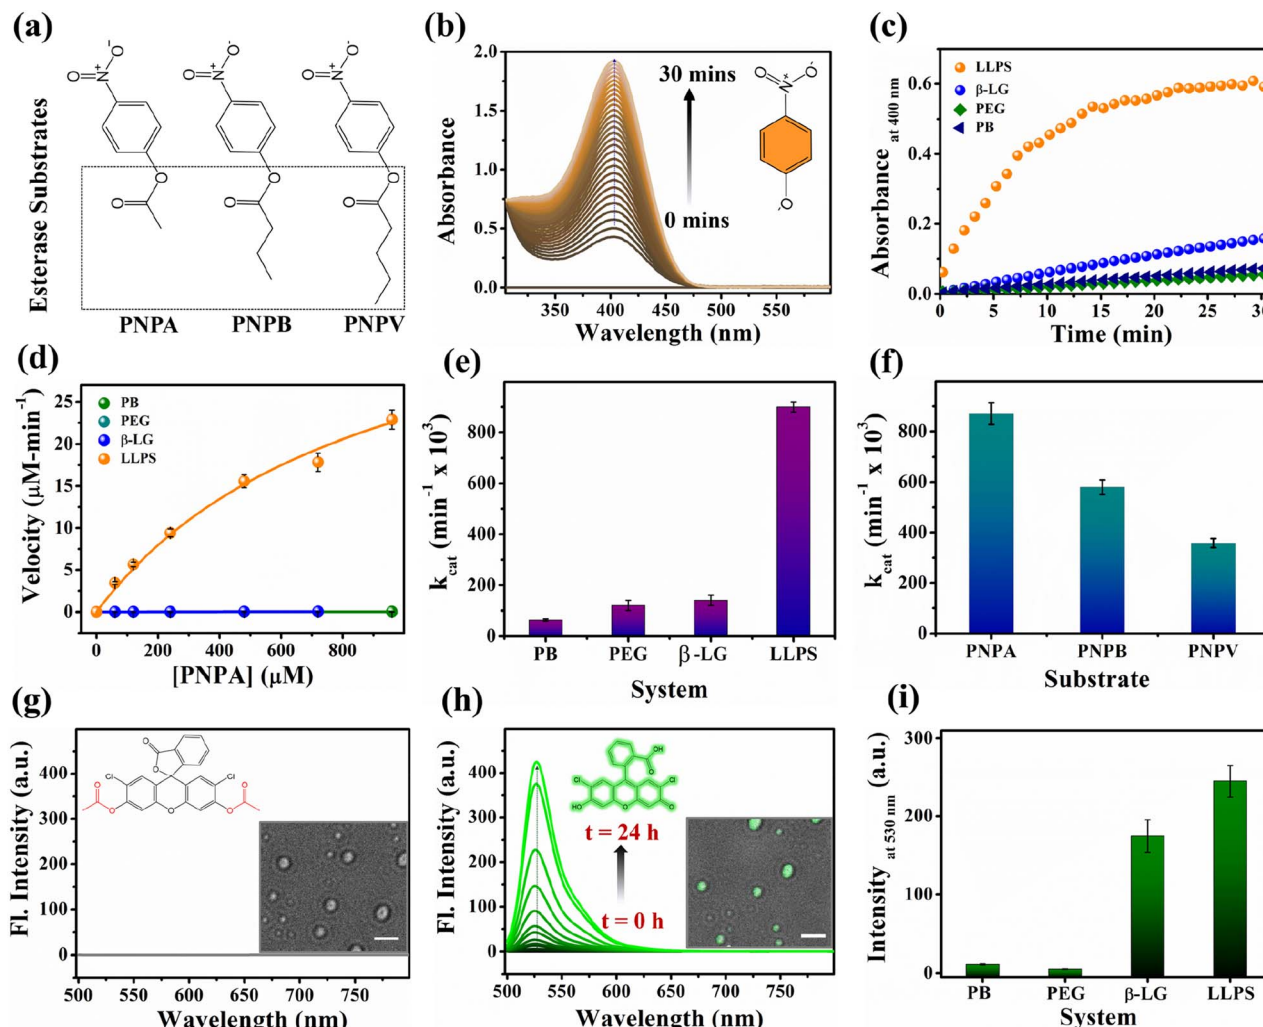 (a)
Esterase Substrates
PNPA PNPB PNPV
(b)
2.0
1.5
1.0
0.5
0.0
Absorbance
30 mins
0 mins
350 400 450 500 550
Wavelength (nm)
(c)
0.6
0.4
0.2
0.0
Absorbance at 400 nm
LLPS
β-LG
PEG
PB
0 5 10 15 20 25 30
Time (min)
(d)
25
20
15
10
5
0
Velocity (μM-min⁻¹)
PB
PEG
β-LG
LLPS
0 200 400 600 800
[PNPA] (μM)
(e)
800
600
400
200
0
kcat (min⁻¹ x 10³)
PB PEG β-LG LLPS
System
(f)
800
600
400
200
0
kcat (min⁻¹ x 10³)
PNPA PNPB PNPV
Substrate
(g)
400
300
200
100
0
Fl. Intensity (a.u.)
500 550 600 650 700 750
Wavelength (nm)
(h)
400
300
200
100
0
Fl. Intensity (a.u.)
t = 24 h
t = 0 h
500 550 600 650 700 750
Wavelength (nm)
(i)
300
200
100
0
Intensity at 530 nm (a.u.)
PB PEG β-LG LLPS
System